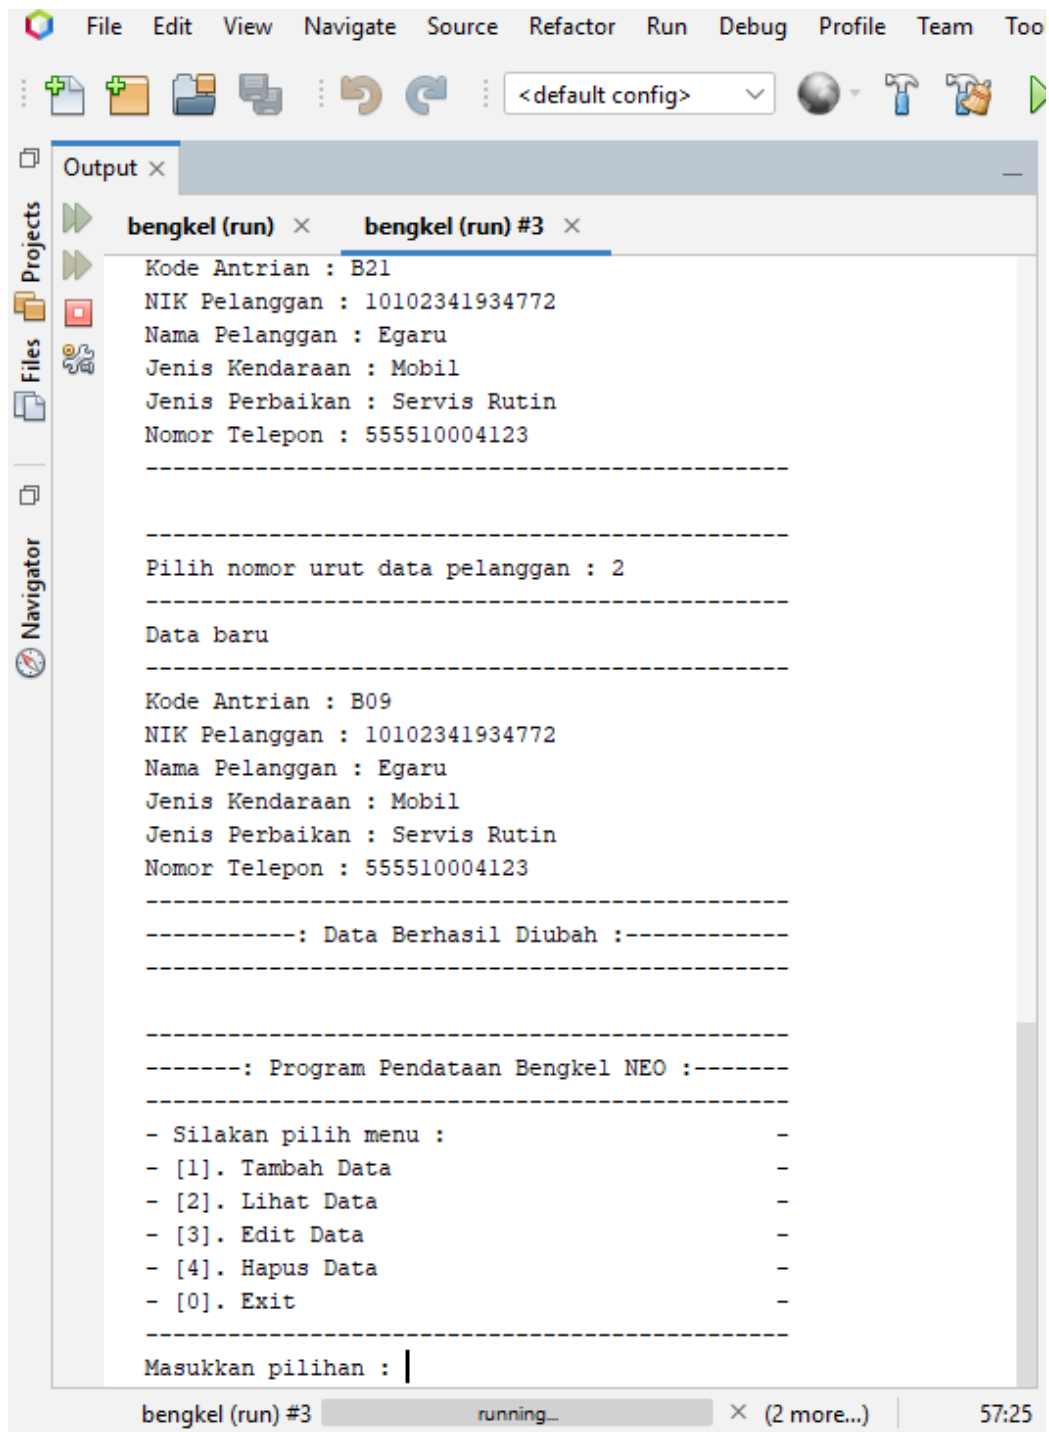 File Edit View Navigate Source Refactor Run Debug Profile Team Too
<default config>
Output
Projects
Files
Navigator
bengkel (run) bengkel (run) #3
Kode Antrian : B21
NIK Pelanggan : 10102341934772
Nama Pelanggan : Egaru
Jenis Kendaraan : Mobil
Jenis Perbaikan : Servis Rutin
Nomor Telepon : 555510004123
-----------------------------------------------
-----------------------------------------------
Pilih nomor urut data pelanggan : 2
-----------------------------------------------
Data baru
-----------------------------------------------
Kode Antrian : B09
NIK Pelanggan : 10102341934772
Nama Pelanggan : Egaru
Jenis Kendaraan : Mobil
Jenis Perbaikan : Servis Rutin
Nomor Telepon : 555510004123
-----------------------------------------------
-----------: Data Berhasil Diubah :------------
-----------------------------------------------
-----------------------------------------------
-------: Program Pendataan Bengkel NEO :-------
-----------------------------------------------
- Silakan pilih menu : -
- [1]. Tambah Data -
- [2]. Lihat Data -
- [3]. Edit Data -
- [4]. Hapus Data -
- [0]. Exit -
-----------------------------------------------
Masukkan pilihan :
bengkel (run) #3 running... (2 more...) 57:25